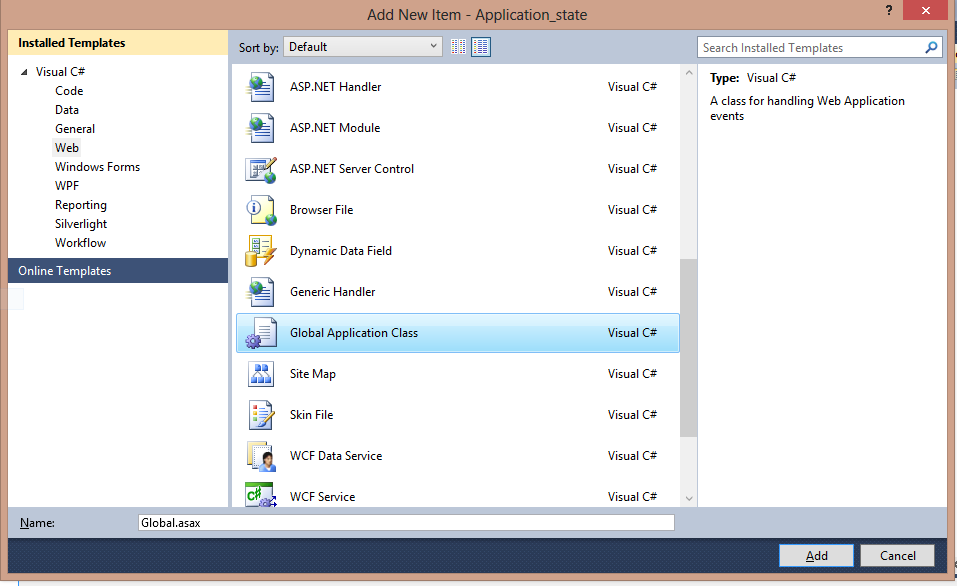 Add New Item - Application_state
?
Installed Templates
Sort by: Default
Search Installed Templates
Visual C#
Code
Data
General
Web
Windows Forms
WPF
Reporting
Silverlight
Workflow
Online Templates
ASP.NET Handler Visual C#
ASP.NET Module Visual C#
ASP.NET Server Control Visual C#
Browser File Visual C#
Dynamic Data Field Visual C#
Generic Handler Visual C#
Global Application Class Visual C#
Site Map Visual C#
Skin File Visual C#
WCF Data Service Visual C#
WCF Service Visual C#
Type: Visual C#
A class for handling Web Application
events
Name: Global.asax
Add Cancel